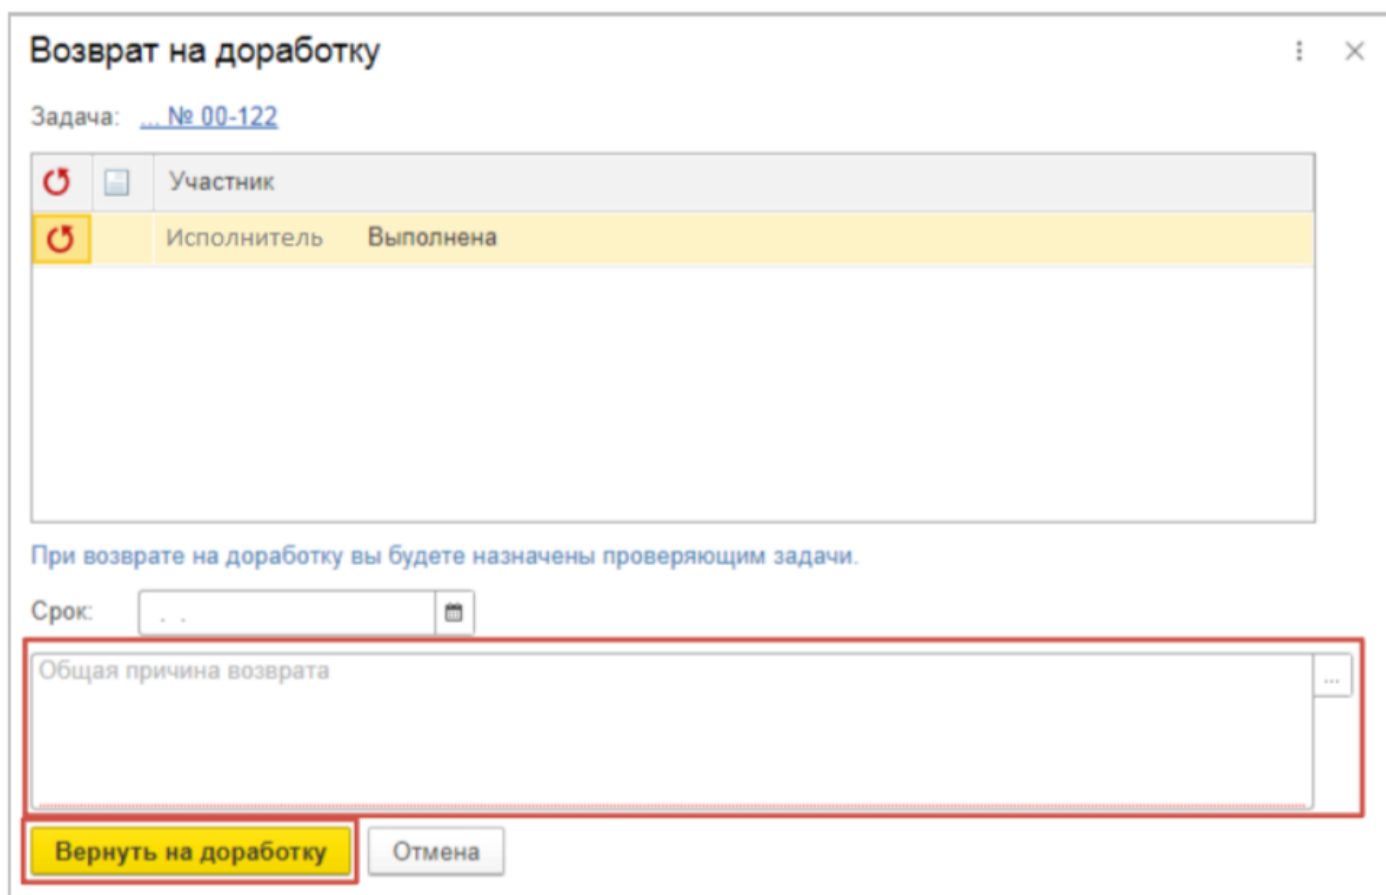 Возврат на доработку
Задача: ... № 00-122
Участник
Исполнитель Выполнена
При возврате на доработку вы будете назначены проверяющим задачи.
Срок: . .
Общая причина возврата
...
Вернуть на доработку Отмена